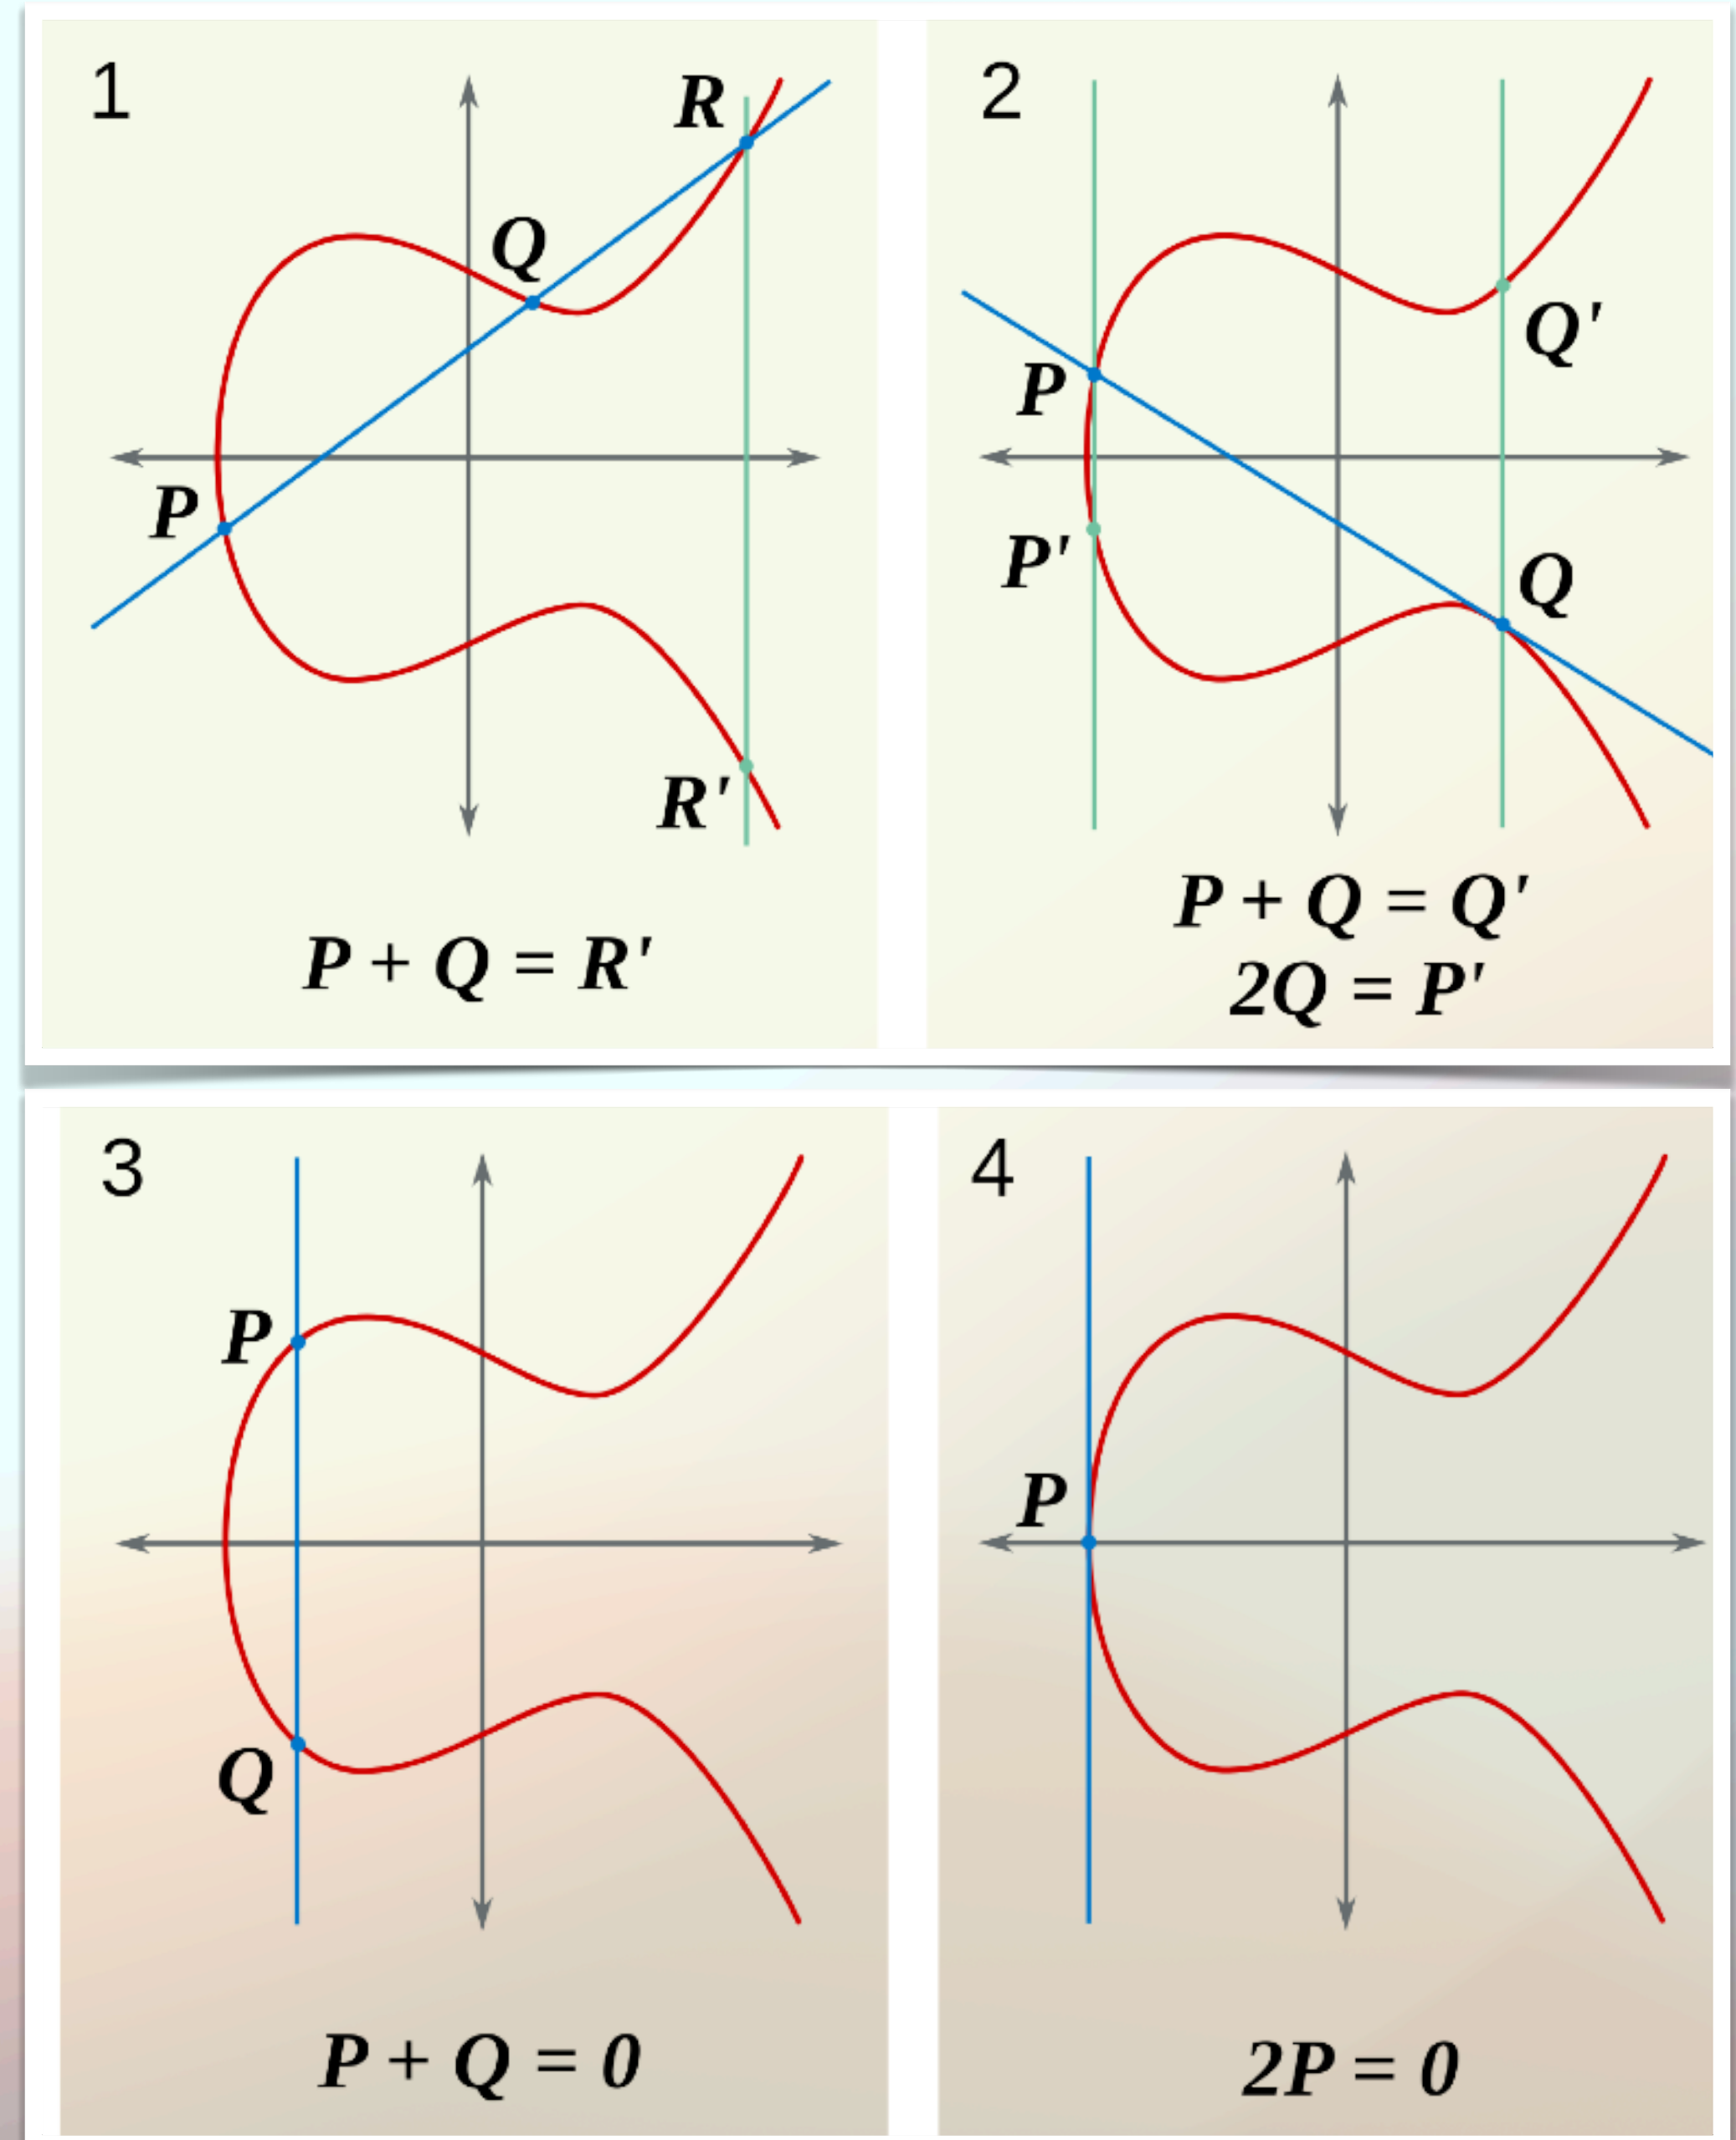 1
R
Q
P
R'
P + Q = R'
2
Q'
P
P'
Q
P + Q = Q'
2Q = P'
3
P
Q
P + Q = 0
4
P
2P = 0